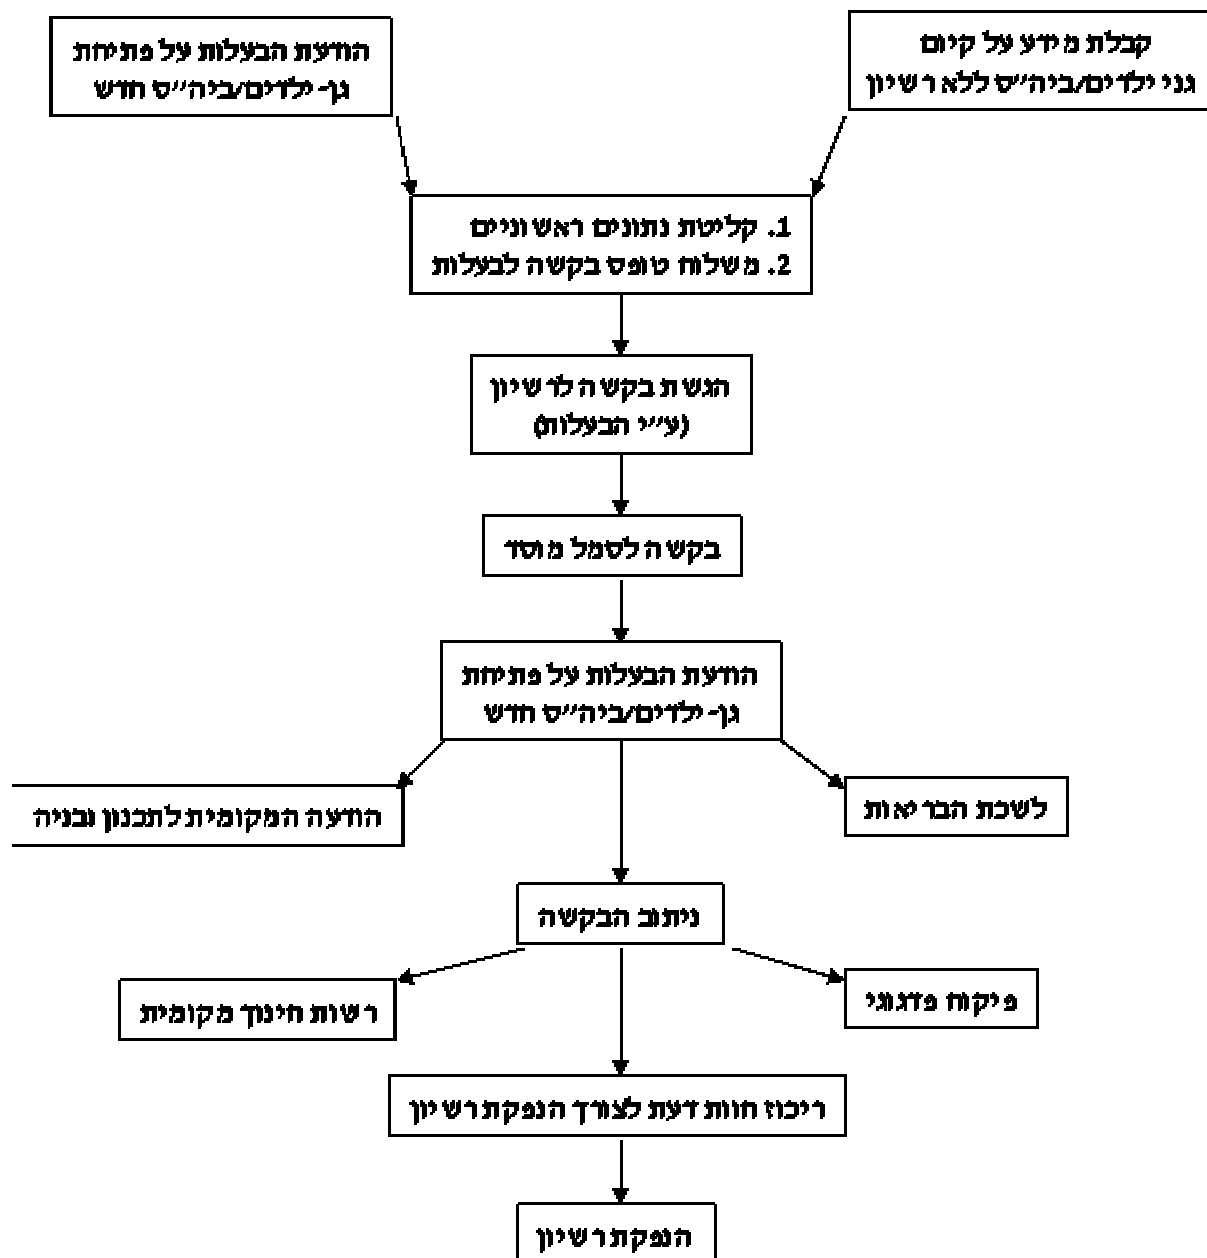 קבלת מידע על קיום
גני ילדים/ביה״ס ללא רשיון
הודעת הבעלות על פתיחת
גן-ילדים/ביה״ס חדש
1. קליטת נתונים ראשוניים
2. משלוח טופס בקשה לבעלות
הגשת בקשה לרשיון
(ע״י הבעלות)
בקשה לסמל מוסד
הודעת הבעלות על פתיחת
גן-ילדים/ביה״ס חדש
לשכת הבריאות
הודעה המקומית לתכנון ובניה
ניתוב הבקשה
פיקוח פדגוגי
רשות חינוך מקומית
ריכוז חוות דעת לצורך הנפקת רשיון
הנפקת רשיון